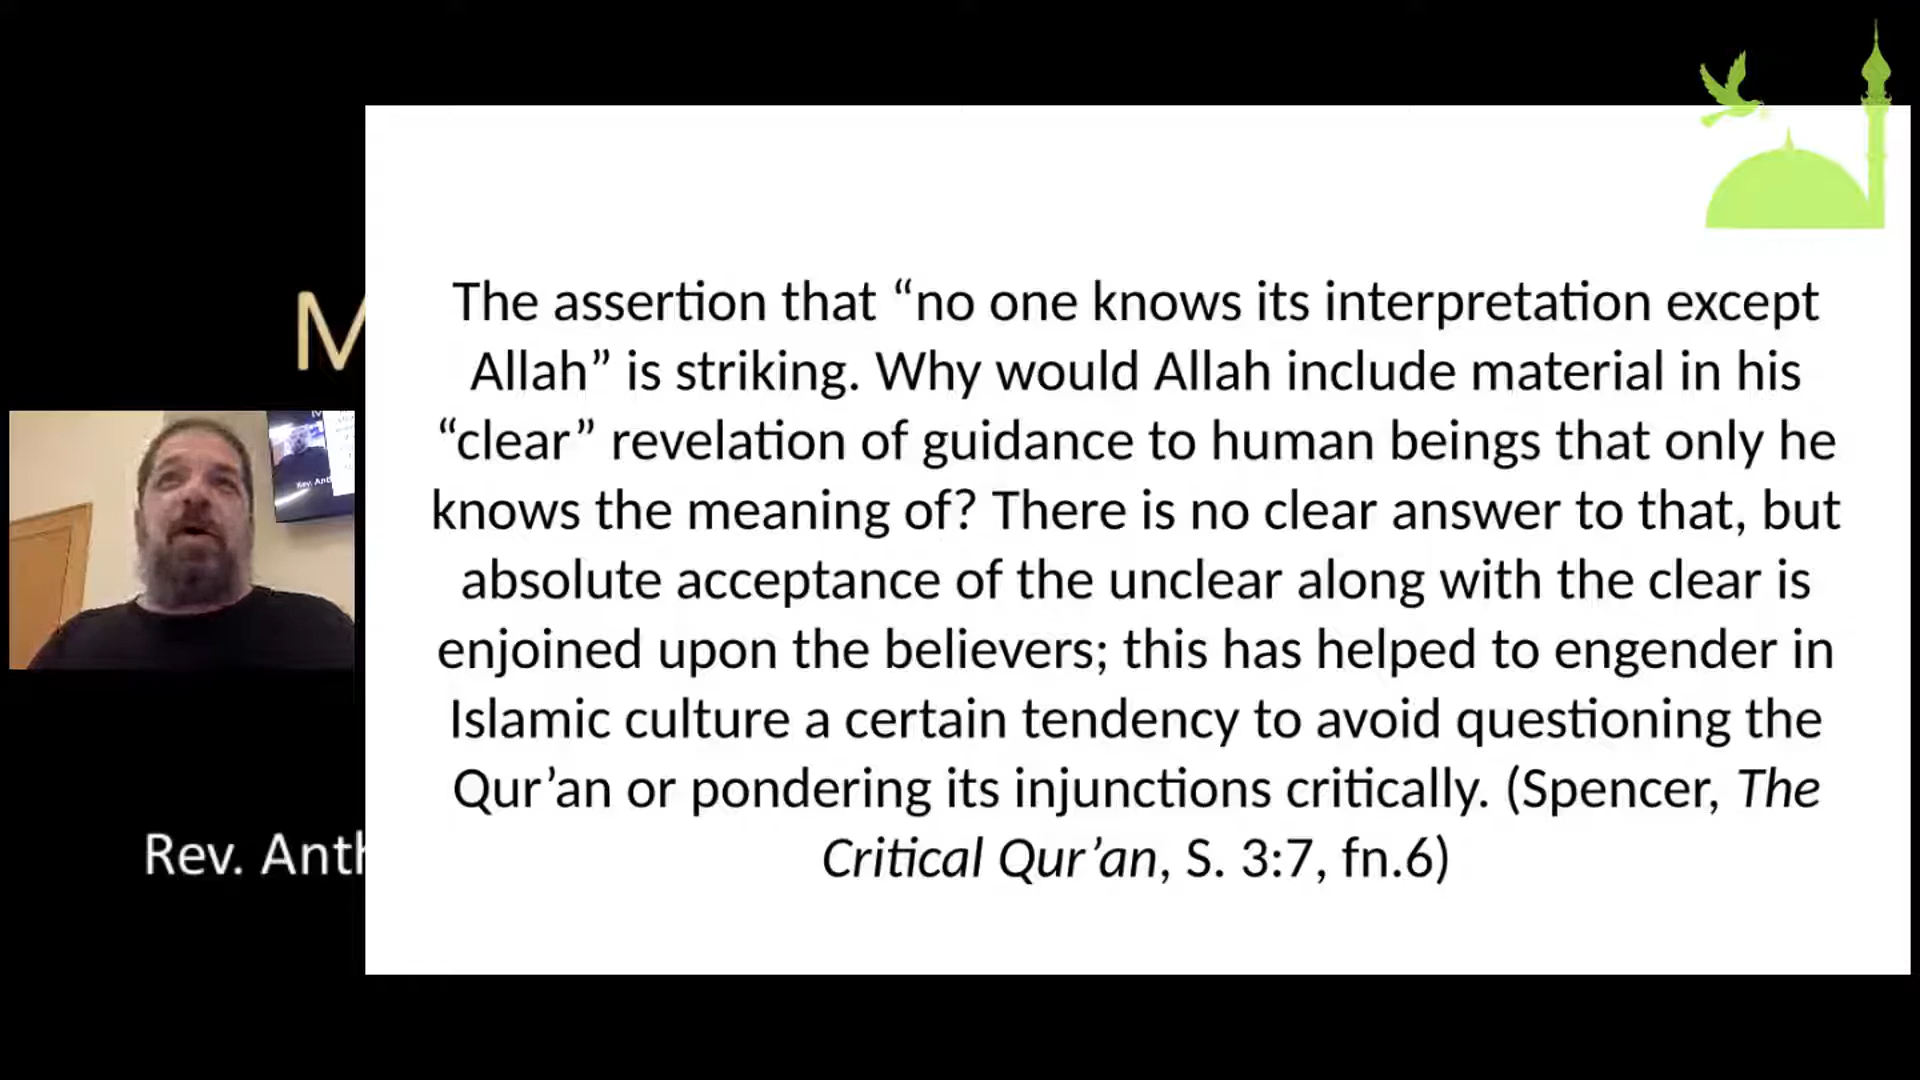 M
Rev. Anth
The assertion that “no one knows its interpretation except
Allah” is striking. Why would Allah include material in his
“clear” revelation of guidance to human beings that only he
knows the meaning of? There is no clear answer to that, but
absolute acceptance of the unclear along with the clear is
enjoined upon the believers; this has helped to engender in
Islamic culture a certain tendency to avoid questioning the
Qur’an or pondering its injunctions critically. (Spencer, The
Critical Qur’an, S. 3:7, fn.6)